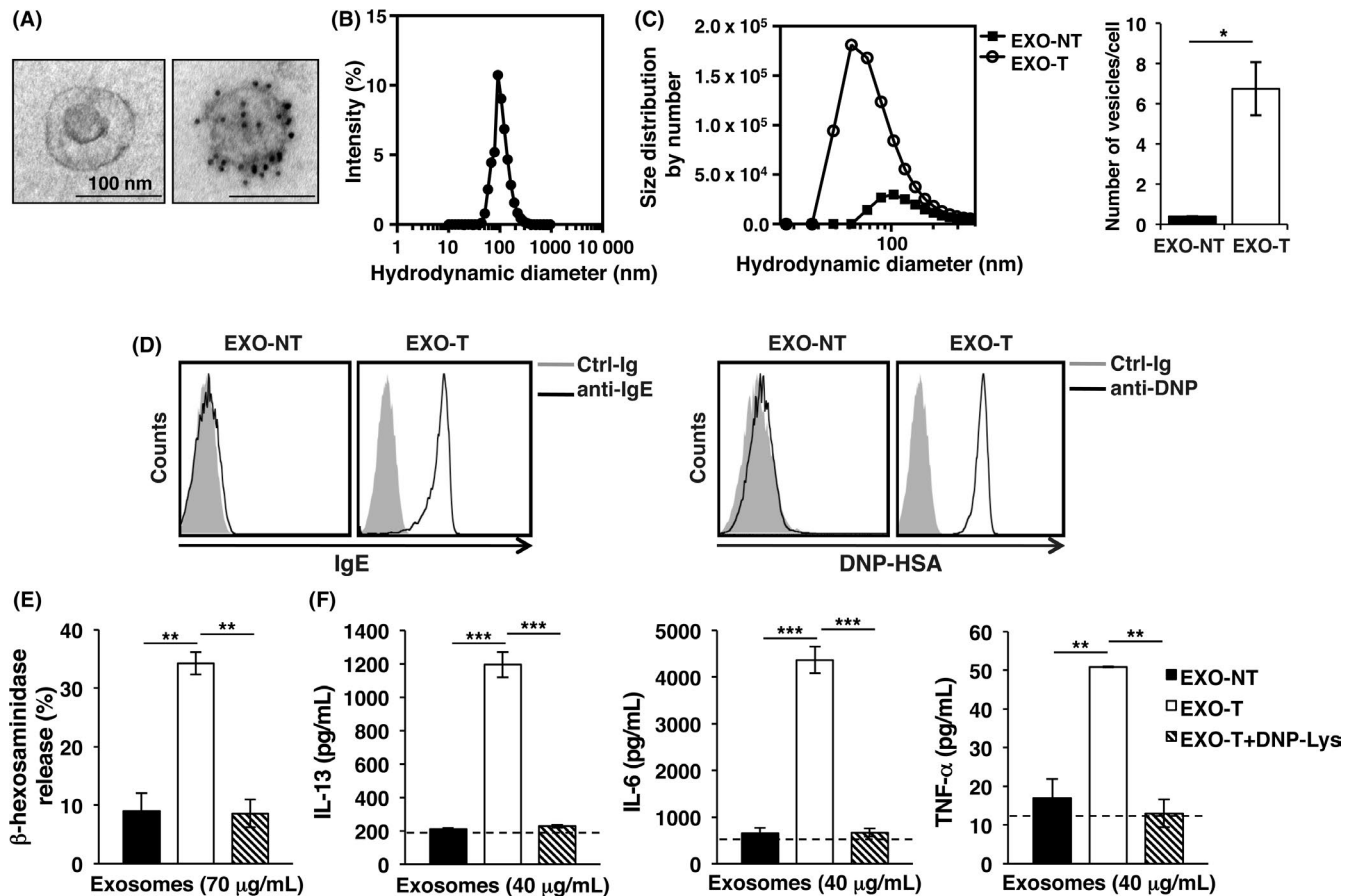 (A)
100 nm
(B)
15
10
5
0
Intensity (%)
1 10 100 1000 10 000
Hydrodynamic diameter (nm)
(C)
2.0 x 10⁵
1.5 x 10⁵
1.0 x 10⁵
5.0 x 10⁴
0
Size distribution
by number
100
Hydrodynamic diameter (nm)
EXO-NT
EXO-T
10
8
6
4
2
0
Number of vesicles/cell
*
EXO-NT EXO-T
(D)
EXO-NT EXO-T
Ctrl-Ig
anti-IgE
Counts
IgE
EXO-NT EXO-T
Ctrl-Ig
anti-DNP
Counts
DNP-HSA
(E)
40
30
20
10
0
β-hexosaminidase
release (%)
** **
Exosomes (70 μg/mL)
(F)
1400
1200
1000
800
600
400
200
0
IL-13 (pg/mL)
*** ***
Exosomes (40 μg/mL)
5000
4000
3000
2000
1000
0
IL-6
(pg/mL)
*** ***
Exosomes (40 μg/mL)
60
50
40
30
20
10
0
TNF-α (pg/mL)
** **
Exosomes (40 μg/mL)
EXO-NT
EXO-T
EXO-T+DNP-Lys